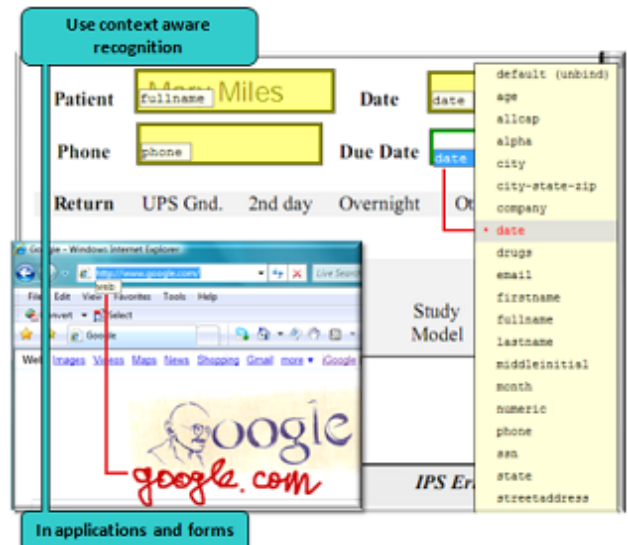 Use context aware
recognition
Patient
Mary Miles
fullname
Date
date
Phone
phone
Due Date
date
Return UPS Gnd. 2nd day Overnight
default (unbind)
age
allcap
alpha
city
city-state-zip
company
• date
drugs
email
firstname
fullname
lastname
middleinitial
month
numeric
phone
ssn
state
streetaddress
Google - Windows Internet Explorer
http://www.google.com/
Live Search
web
File Edit View Favorites Tools Help
Convert Select
Google
Web Images Videos Maps News Shopping Gmail more ▼ iGoogle
Google
google.com
Study
Model
IPS
In applications and forms